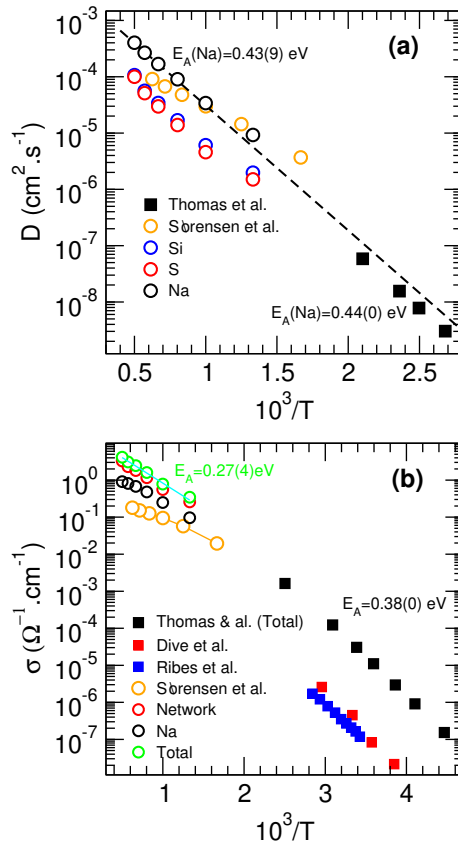 (a)
E_A(Na)=0.43(9) eV
D (cm².s⁻¹)
10⁻³
10⁻⁴
10⁻⁵
10⁻⁶
10⁻⁷
10⁻⁸
Thomas et al.
Sòrensen et al.
Si
S
Na
E_A(Na)=0.44(0) eV
0.5 1 1.5 2 2.5
10³/T
(b)
E_A=0.27(4)eV
σ (Ω⁻¹.cm⁻¹)
10⁰
10⁻¹
10⁻²
10⁻³
10⁻⁴
10⁻⁵
10⁻⁶
10⁻⁷
E_A=0.38(0) eV
Thomas & al. (Total)
Dive et al.
Ribes et al.
Sòrensen et al.
Network
Na
Total
1 2 3 4
10³/T